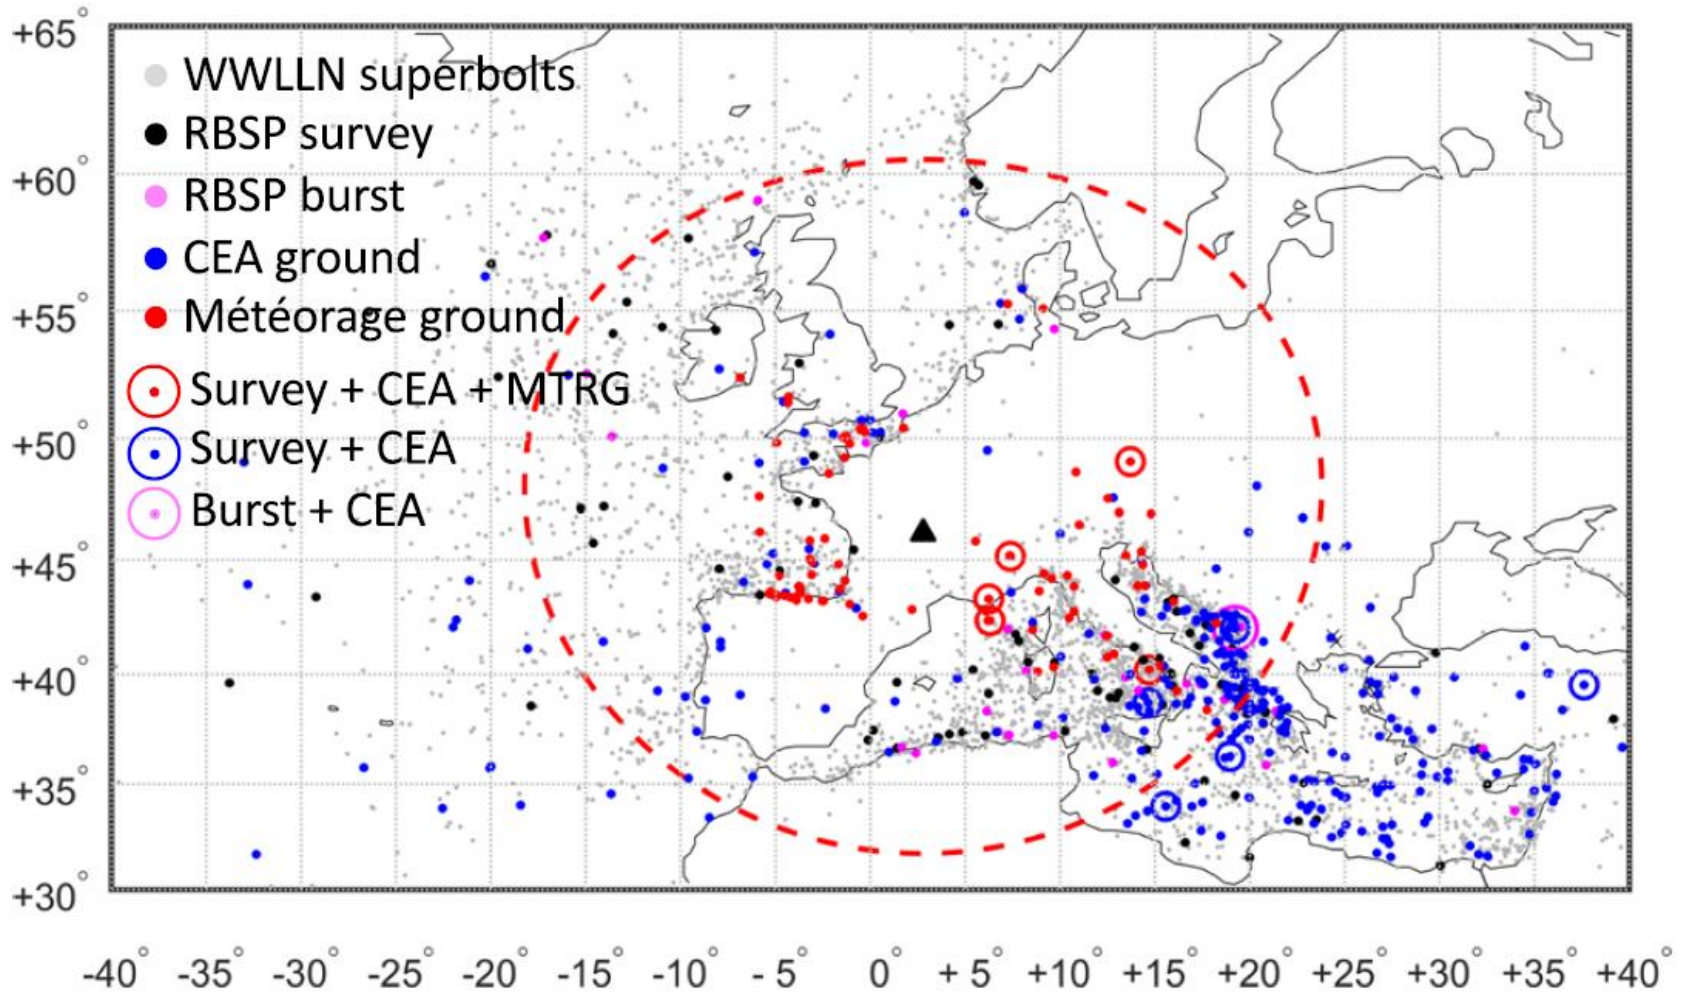 +65°
+60°
+55°
+50°
+45°
+40°
+35°
+30°
WWLLN superbolts
RBSP survey
RBSP burst
CEA ground
Météorage ground
Survey + CEA + MTRG
Survey + CEA
Burst + CEA
-40° -35° -30° -25° -20° -15° -10° -5° 0° +5° +10° +15° +20° +25° +30° +35° +40°